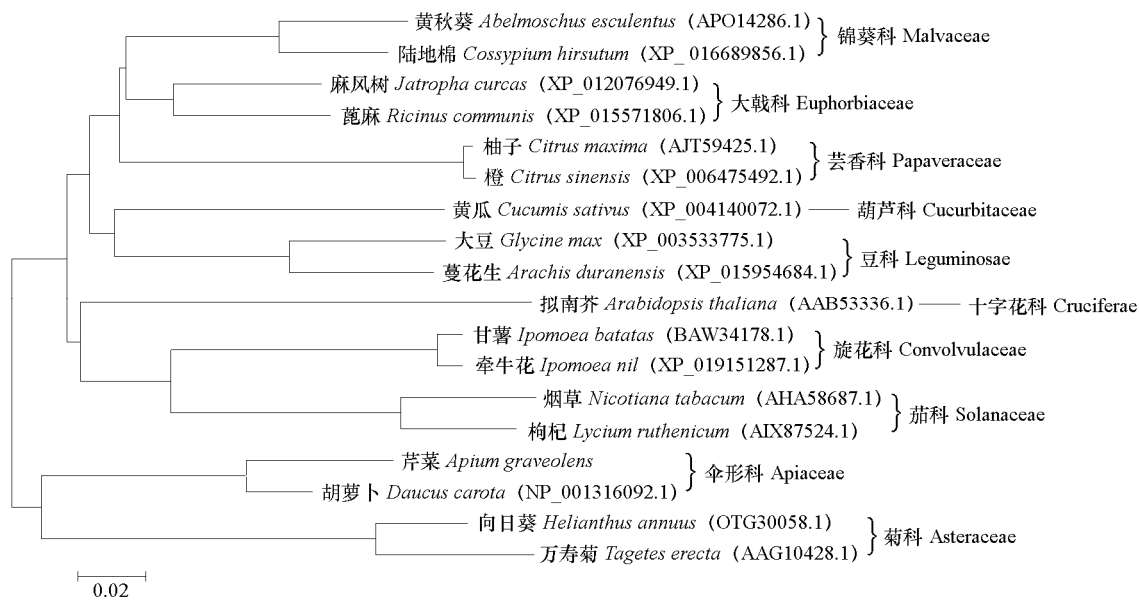 黄秋葵 Abelmoschus esculentus (APO14286.1)
锦葵科 Malvaceae
陆地棉 Cossypium hirsutum (XP_ 016689856.1)
麻风树 Jatropha curcas (XP_012076949.1)
大戟科 Euphorbiaceae
蓖麻 Ricinus communis (XP_015571806.1)
柚子 Citrus maxima (AJT59425.1)
芸香科 Papaveraceae
橙 Citrus sinensis (XP_006475492.1)
黄瓜 Cucumis sativus (XP_004140072.1) 葫芦科 Cucurbitaceae
大豆 Glycine max (XP_003533775.1)
豆科 Leguminosae
蔓花生 Arachis duranensis (XP_015954684.1)
拟南芥 Arabidopsis thaliana (AAB53336.1) 十字花科 Cruciferae
甘薯 Ipomoea batatas (BAW34178.1)
旋花科 Convolvulaceae
牵牛花 Ipomoea nil (XP_019151287.1)
烟草 Nicotiana tabacum (AHA58687.1)
茄科 Solanaceae
枸杞 Lycium ruthenicum (AIX87524.1)
芹菜 Apium graveolens
伞形科 Apiaceae
胡萝卜 Daucus carota (NP_001316092.1)
向日葵 Helianthus annuus (OTG30058.1)
菊科 Asteraceae
万寿菊 Tagetes erecta (AAG10428.1)
0.02